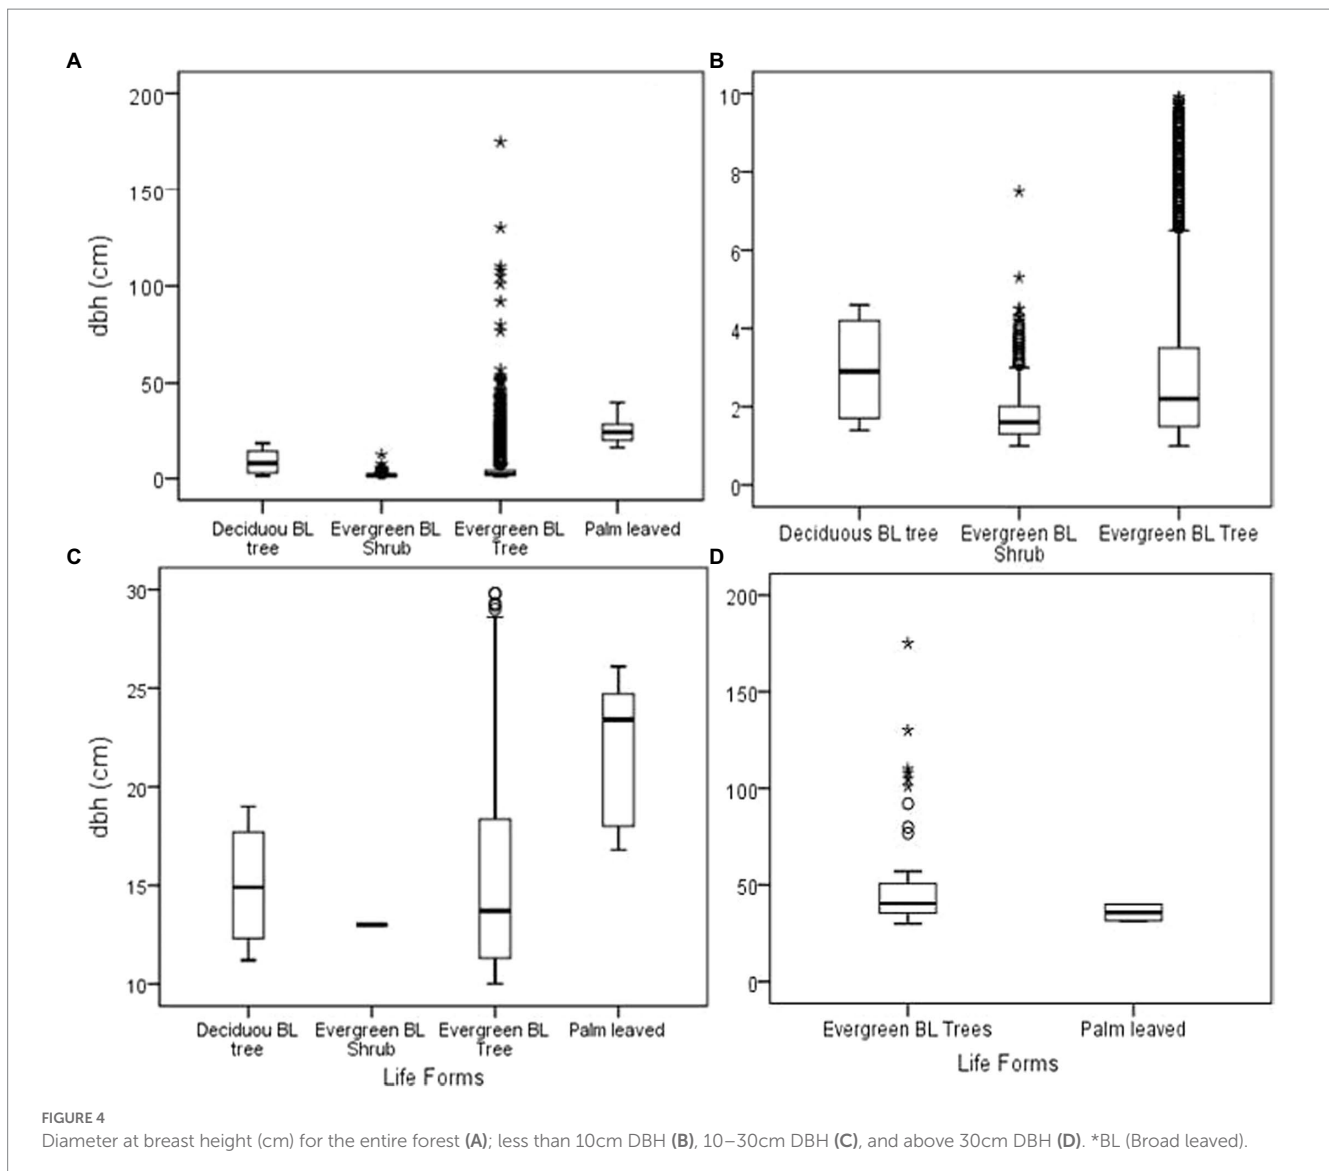 A
200
150
100
50
0
dbh (cm)
Deciduou BL
tree
Evergreen BL
Shrub
Evergreen BL
Tree
Palm leaved
B
10
8
6
4
2
0
Deciduous BL tree
Evergreen BL
Shrub
Evergreen BL Tree
C
30
25
20
15
10
dbh (cm)
Deciduou BL
tree
Evergreen BL
Shrub
Evergreen BL
Tree
Palm leaved
Life Forms
D
200
150
100
50
0
Evergreen BL Trees
Palm leaved
Life Forms
FIGURE 4
Diameter at breast height (cm) for the entire forest (A); less than 10cm DBH (B), 10–30cm DBH (C), and above 30cm DBH (D). *BL (Broad leaved).